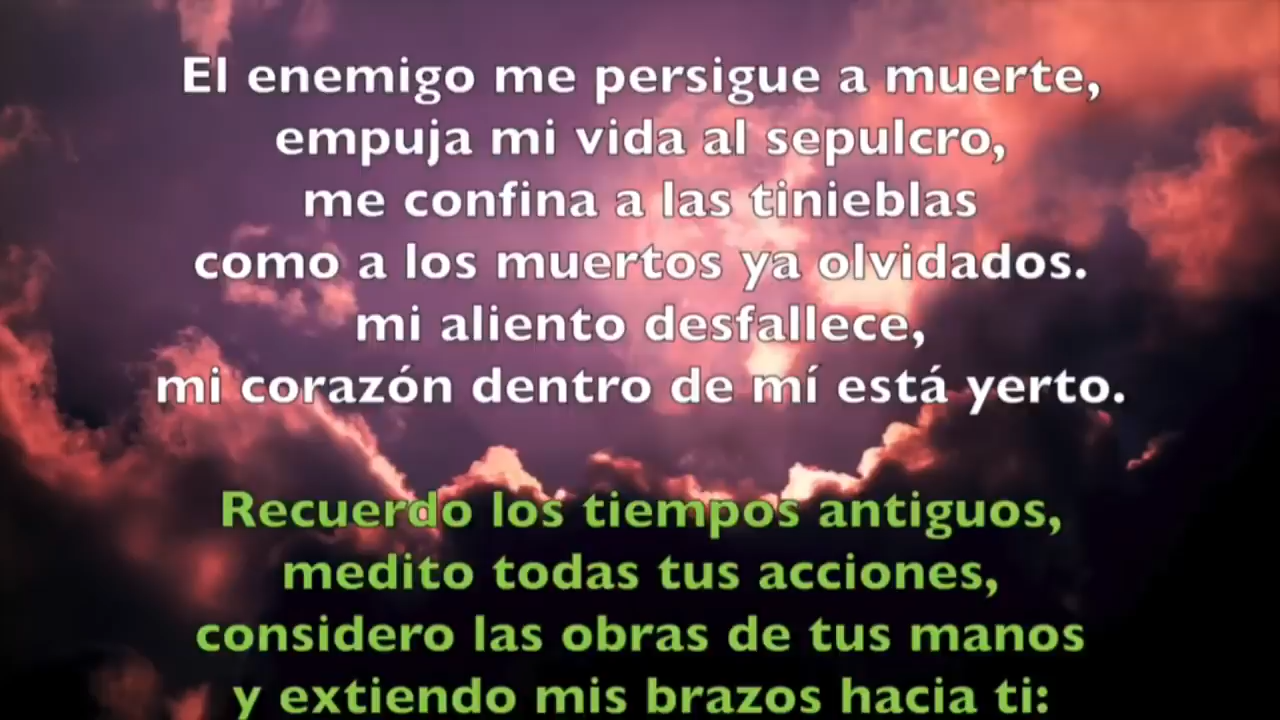 El enemigo me persigue a muerte,
empuja mi vida al sepulcro,
me confina a las tinieblas
como a los muertos ya olvidados.
mi aliento desfallece,
mi corazón dentro de mí está yerto.
Recuerdo los tiempos antiguos,
medito todas tus acciones,
considero las obras de tus manos
y extiendo mis brazos hacia ti: